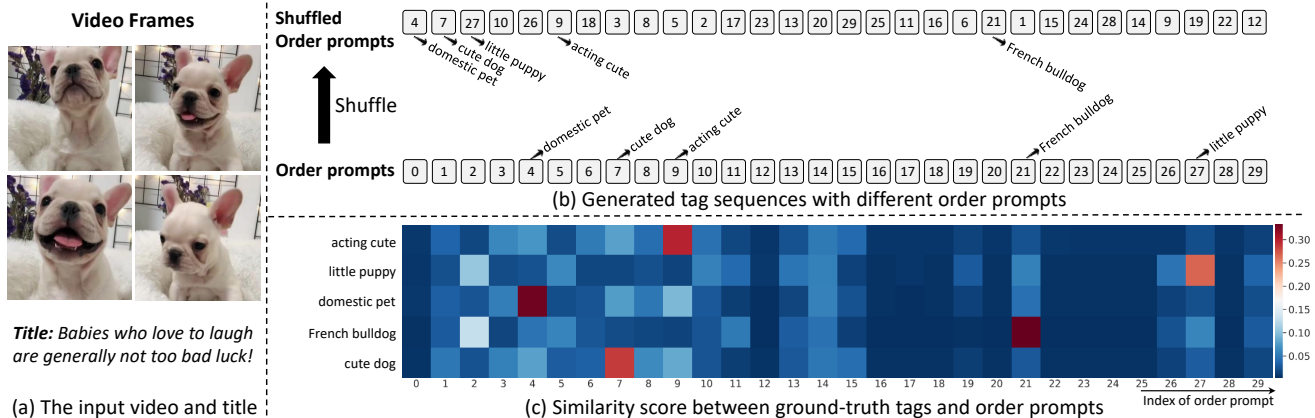 Video Frames
Title: Babies who love to laugh
are generally not too bad luck!
(a) The input video and title
Shuffled
Order prompts
4 7 27 10 26 9 18 3 8 5 2 17 23 13 20 29 25 11 16 6 21 1 15 24 28 14 9 19 22 12
domestic pet
cute dog
little puppy
acting cute
French bulldog
Shuffle
domestic pet
cute dog
acting cute
French bulldog
little puppy
Order prompts
0 1 2 3 4 5 6 7 8 9 10 11 12 13 14 15 16 17 19 20 21 22 23 24 25 26 27 28 29
(b) Generated tag sequences with different order prompts
acting cute
little puppy
domestic pet
French bulldog
cute dog
0 1 2 3 4 5 6 7 8 9 10 11 12 13 14 15 16 17 18 19 20 21 22 23 24 25 26 27 28 29
Index of order prompt
0.30
0.25
0.20
0.15
0.10
0.05
(c) Similarity score between ground-truth tags and order prompts